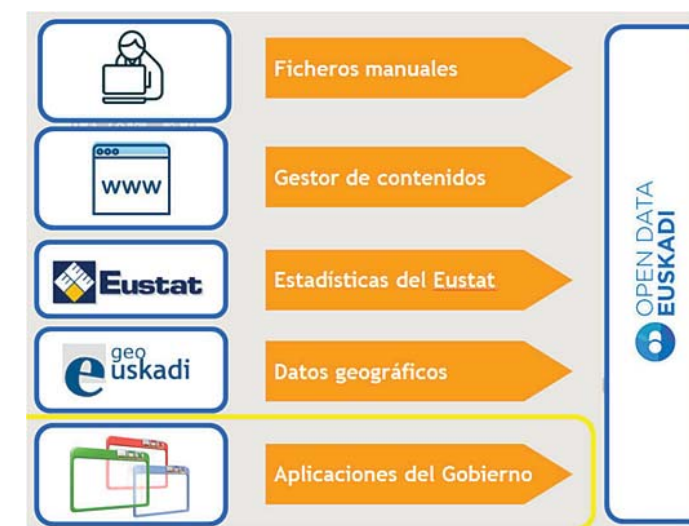 Ficheros manuales
www
Gestor de contenidos
Eustat
Estadísticas del Eustat
geo
euskadi
Datos geográficos
Aplicaciones del Gobierno
OPEN DATA
EUSKADI